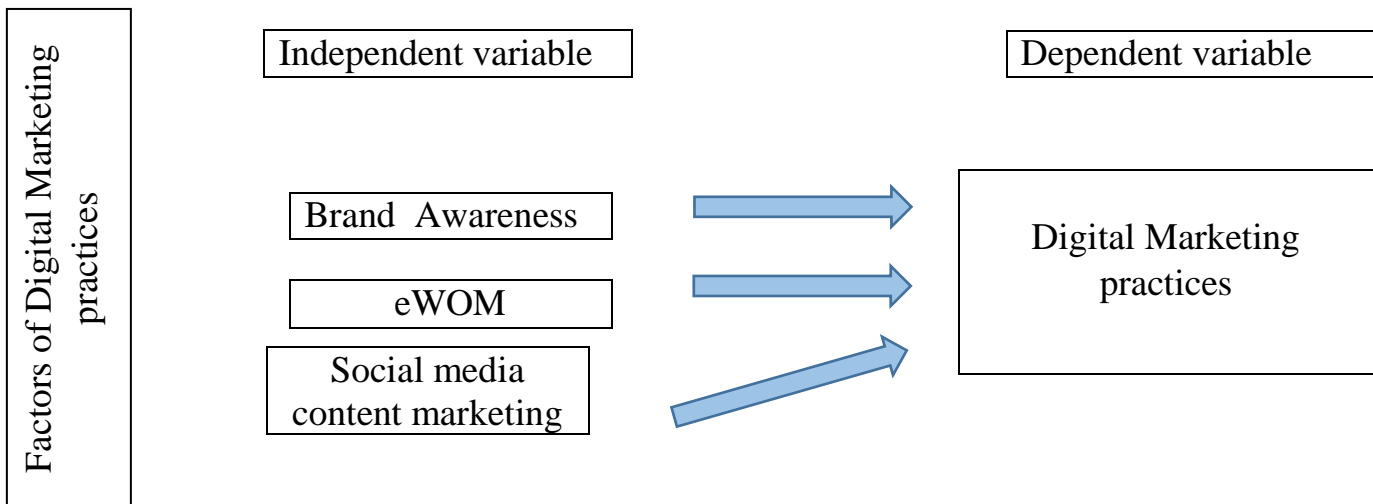 Factors of Digital Marketing
practices
Independent variable
Dependent variable
Brand Awareness
eWOM
Social media
content marketing
Digital Marketing
practices